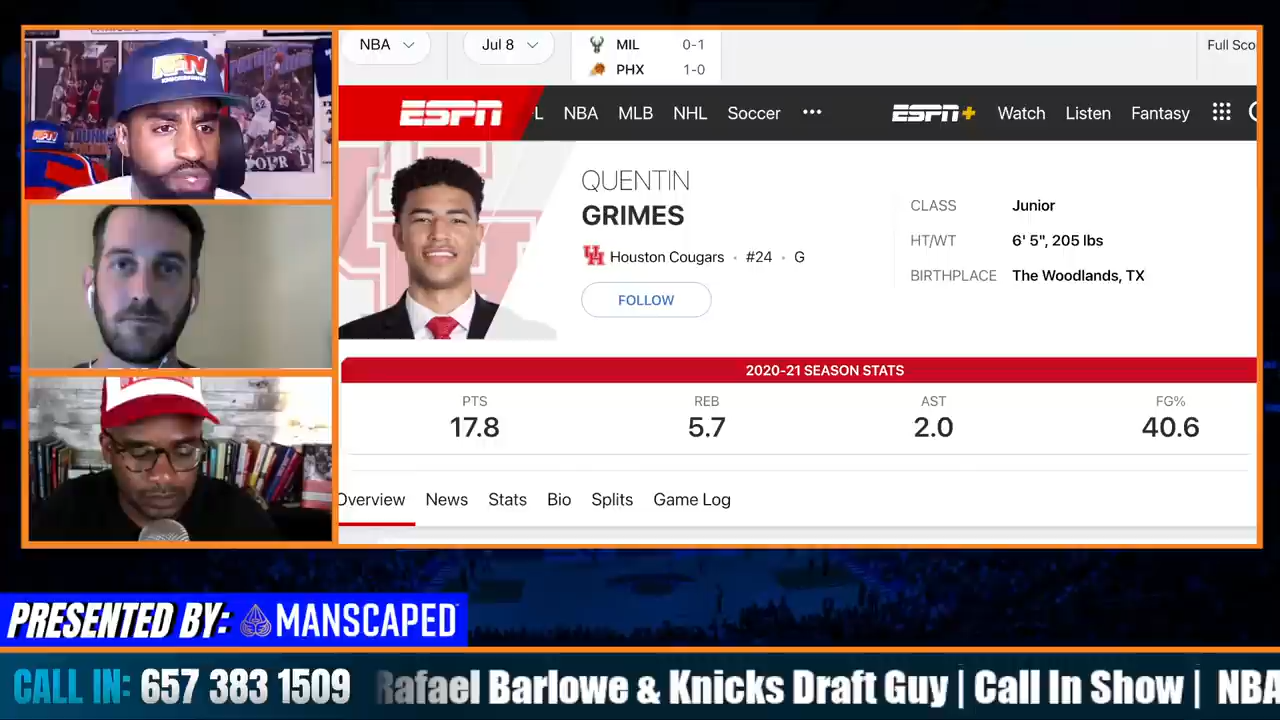 NBA
Jul 8
MIL 0-1
PHX 1-0
Full Sco
ESPN
L NBA MLB NHL Soccer •••
ESPN+ Watch Listen Fantasy
QUENTIN
GRIMES
Houston Cougars • #24 • G
FOLLOW
CLASS Junior
HT/WT 6' 5", 205 lbs
BIRTHPLACE The Woodlands, TX
2020-21 SEASON STATS
PTS REB AST FG%
17.8 5.7 2.0 40.6
Overview News Stats Bio Splits Game Log
PRESENTED BY: MANSCAPED
CALL IN: 657 383 1509 Rafael Barlowe & Knicks Draft Guy | Call In Show | NBA